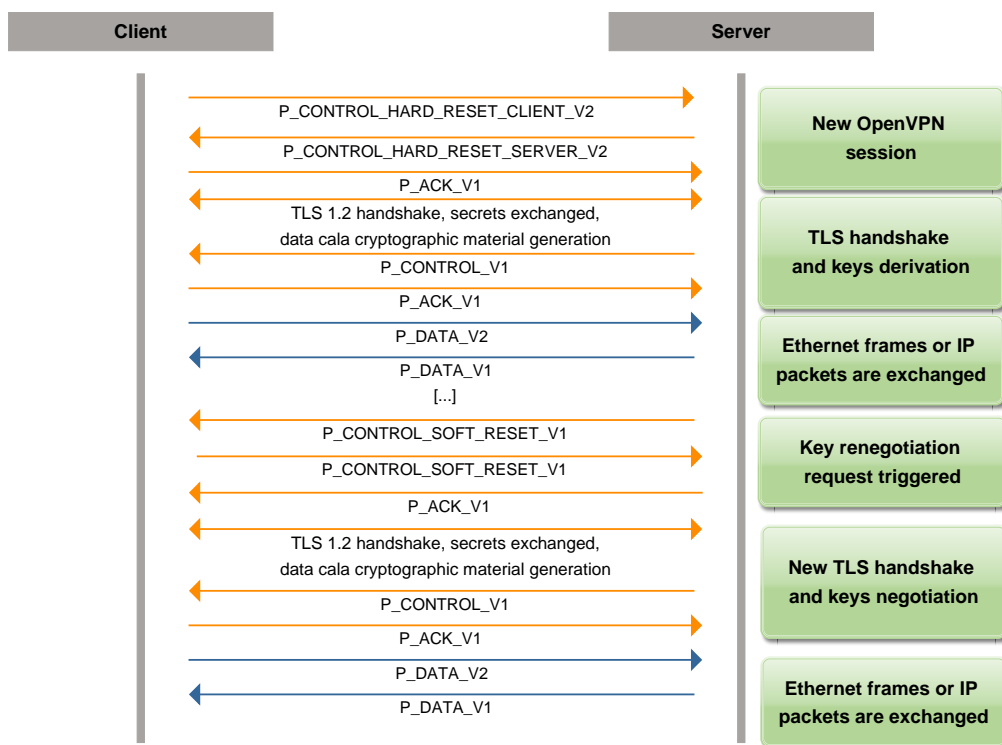 Client
Server
P_CONTROL_HARD_RESET_CLIENT_V2
P_CONTROL_HARD_RESET_SERVER_V2
P_ACK_V1
New OpenVPN
session
TLS 1.2 handshake, secrets exchanged,
data cala cryptographic material generation
P_CONTROL_V1
P_ACK_V1
TLS handshake
and keys derivation
P_DATA_V2
P_DATA_V1
[...]
Ethernet frames or IP
packets are exchanged
P_CONTROL_SOFT_RESET_V1
P_CONTROL_SOFT_RESET_V1
P_ACK_V1
Key renegotiation
request triggered
TLS 1.2 handshake, secrets exchanged,
data cala cryptographic material generation
P_CONTROL_V1
P_ACK_V1
New TLS handshake
and keys negotiation
P_DATA_V2
P_DATA_V1
Ethernet frames or IP
packets are exchanged